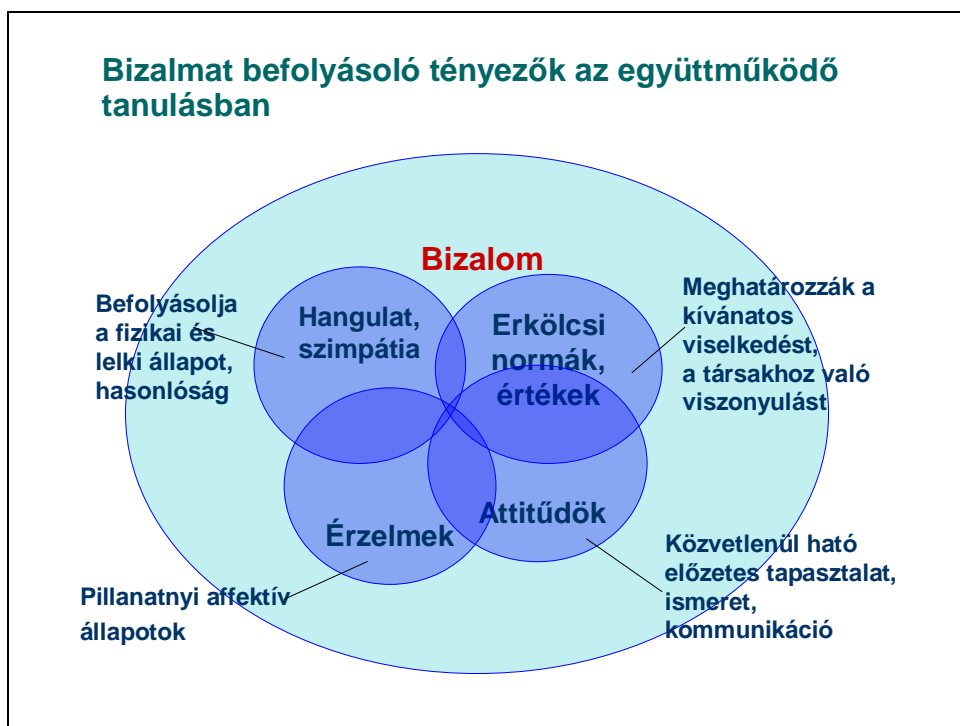 Bizalmat befolyásoló tényezők az együttműködő
tanulásban
Bizalom
Befolyásolja
a fizikai és
lelki állapot,
hasonlóság
Hangulat,
szimpátia
Erkölcsi
normák,
értékek
Meghatározzák a
kívánatos
viselkedést,
a társakhoz való
viszonyulást
Érzelmek
Attitűdök
Pillanatnyi affektív
állapotok
Közvetlenül ható
előzetes tapasztalat,
ismeret,
kommunikáció